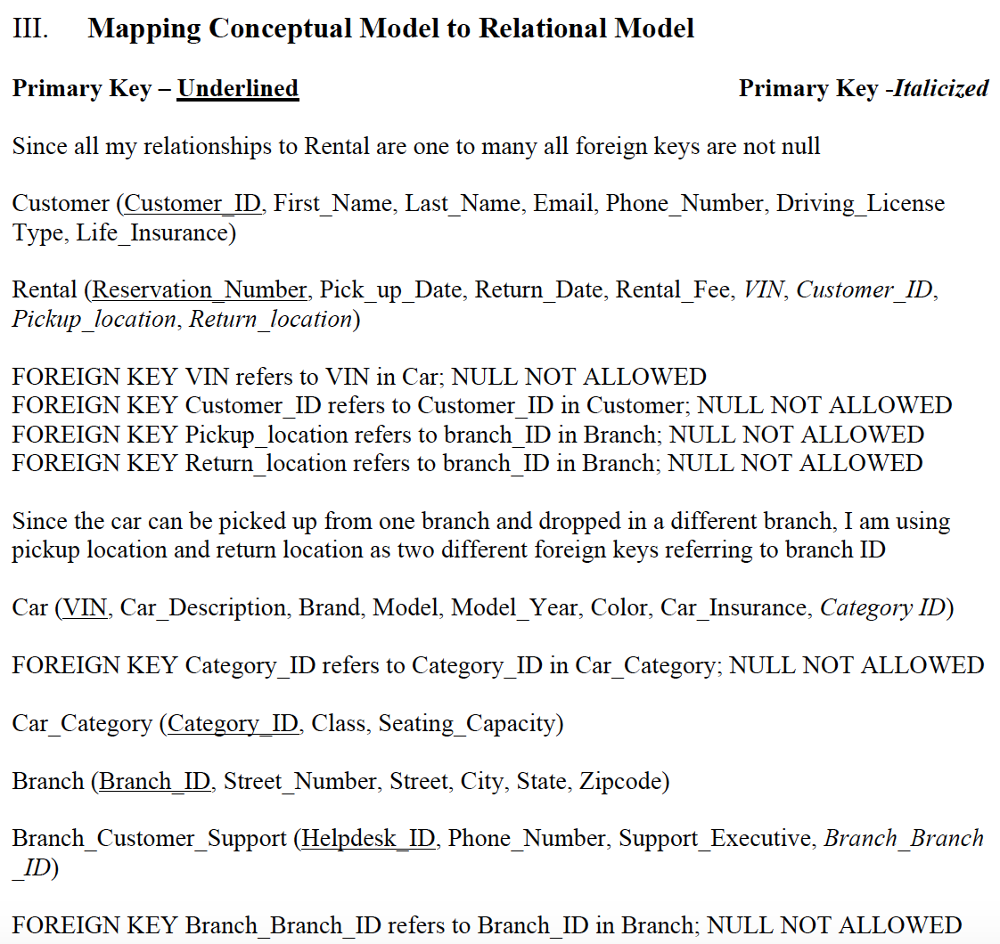 III. Mapping Conceptual Model to Relational Model
Primary Key – Underlined Primary Key -Italicized
Since all my relationships to Rental are one to many all foreign keys are not null
Customer (Customer_ID, First_Name, Last_Name, Email, Phone_Number, Driving_License
Type, Life_Insurance)
Rental (Reservation_Number, Pick_up_Date, Return_Date, Rental_Fee, VIN, Customer_ID,
Pickup_location, Return_location)
FOREIGN KEY VIN refers to VIN in Car; NULL NOT ALLOWED
FOREIGN KEY Customer_ID refers to Customer_ID in Customer; NULL NOT ALLOWED
FOREIGN KEY Pickup_location refers to branch_ID in Branch; NULL NOT ALLOWED
FOREIGN KEY Return_location refers to branch_ID in Branch; NULL NOT ALLOWED
Since the car can be picked up from one branch and dropped in a different branch, I am using
pickup location and return location as two different foreign keys referring to branch ID
Car (VIN, Car_Description, Brand, Model, Model_Year, Color, Car_Insurance, Category ID)
FOREIGN KEY Category_ID refers to Category_ID in Car_Category; NULL NOT ALLOWED
Car_Category (Category_ID, Class, Seating_Capacity)
Branch (Branch_ID, Street_Number, Street, City, State, Zipcode)
Branch_Customer_Support (Helpdesk_ID, Phone_Number, Support_Executive, Branch_Branch
_ID)
FOREIGN KEY Branch_Branch_ID refers to Branch_ID in Branch; NULL NOT ALLOWED